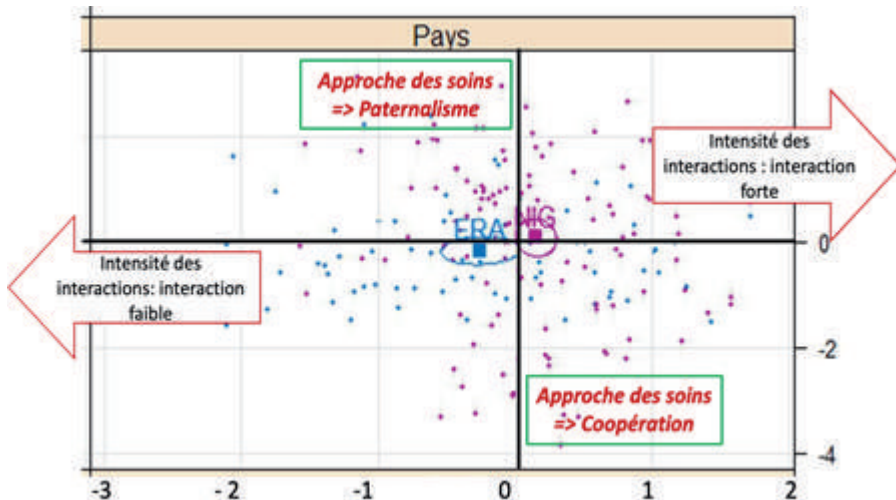 Pays
Approche des soins
=> Paternalisme
Intensité des
interactions : interaction
forte
NIG
FRA
0
Intensité des
interactions: interaction
faible
-2
Approche des soins
=> Coopération
-4
-3
-2
-1
0
1
2